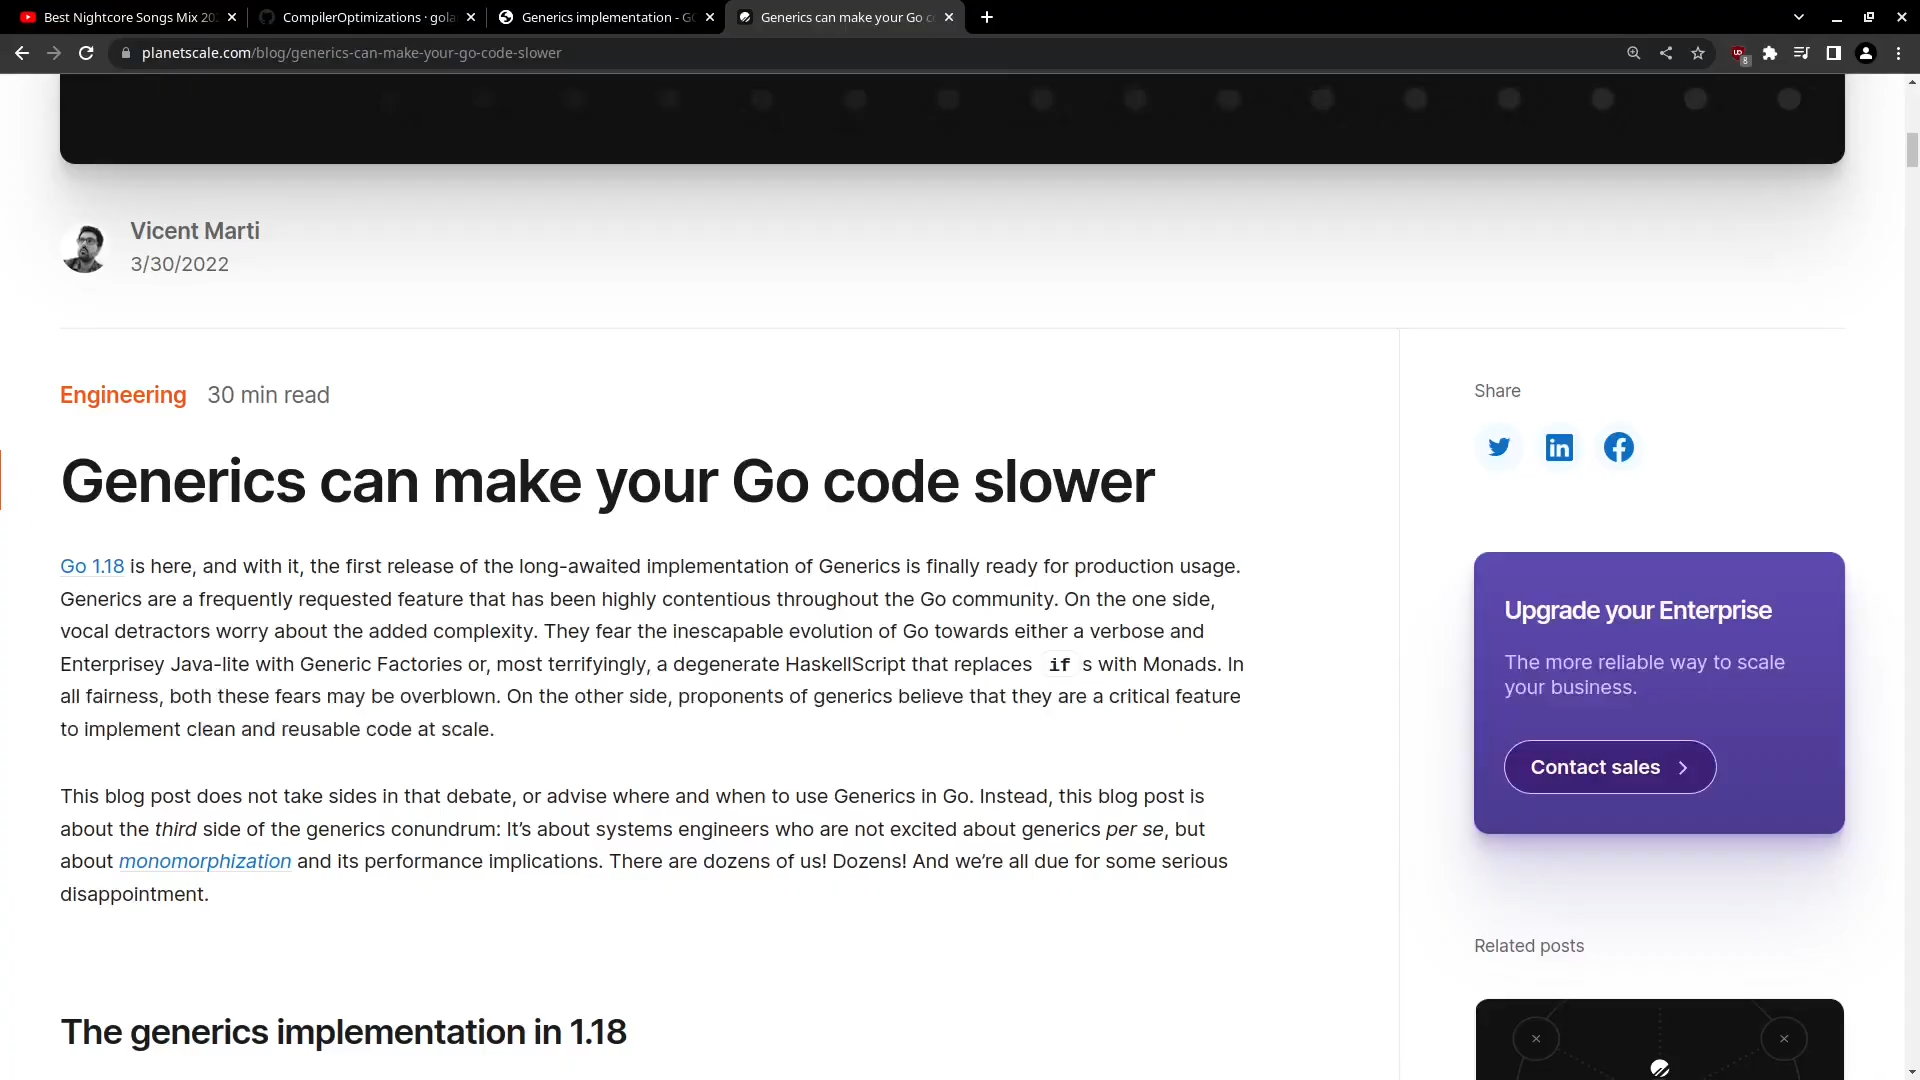 Best Nightcore Songs Mix 20
CompilerOptimizations · gola
Generics implementation - GC
Generics can make your Go c
planetscale.com/blog/generics-can-make-your-go-code-slower
8
Vicent Marti
3/30/2022
Engineering 30 min read
Generics can make your Go code slower
Go 1.18 is here, and with it, the first release of the long-awaited implementation of Generics is finally ready for production usage.
Generics are a frequently requested feature that has been highly contentious throughout the Go community. On the one side,
vocal detractors worry about the added complexity. They fear the inescapable evolution of Go towards either a verbose and
Enterprisey Java-lite with Generic Factories or, most terrifyingly, a degenerate HaskellScript that replaces if s with Monads. In
all fairness, both these fears may be overblown. On the other side, proponents of generics believe that they are a critical feature
to implement clean and reusable code at scale.
This blog post does not take sides in that debate, or advise where and when to use Generics in Go. Instead, this blog post is
about the third side of the generics conundrum: It’s about systems engineers who are not excited about generics per se, but
about monomorphization and its performance implications. There are dozens of us! Dozens! And we’re all due for some serious
disappointment.
The generics implementation in 1.18
Share
Upgrade your Enterprise
The more reliable way to scale
your business.
Contact sales
Related posts